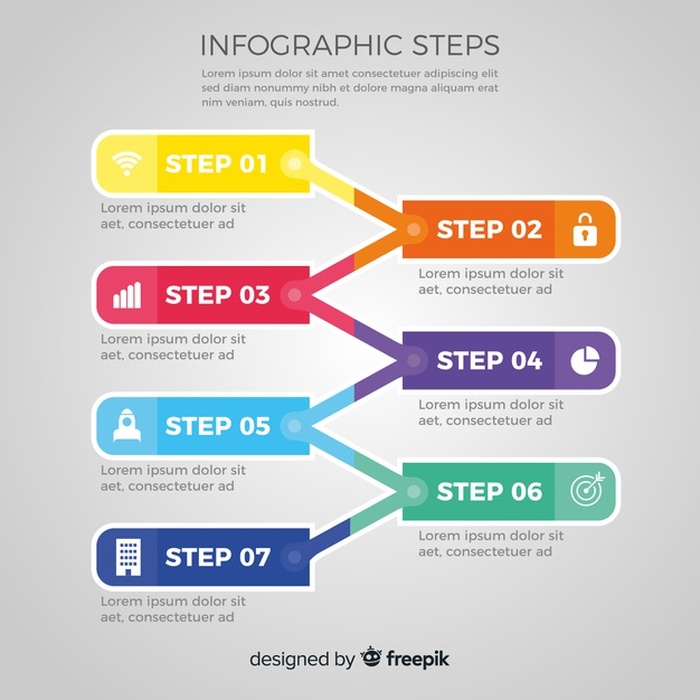 INFOGRAPHIC STEPS
Lorem ipsum dolor sit amet consectetuer adipiscing elit
sed diam nonummy nibh et dolore magna aliquam erat
nim veniam, quis nostrud.
STEP 01
Lorem ipsum dolor sit
aet, consectetuer ad
STEP 02
Lorem ipsum dolor sit
aet, consectetuer ad
STEP 03
Lorem ipsum dolor sit
aet, consectetuer ad
STEP 04
Lorem ipsum dolor sit
aet, consectetuer ad
STEP 05
Lorem ipsum dolor sit
aet, consectetuer ad
STEP 06
Lorem ipsum dolor sit
aet, consectetuer ad
STEP 07
Lorem ipsum dolor sit
aet, consectetuer ad
designed by freepik